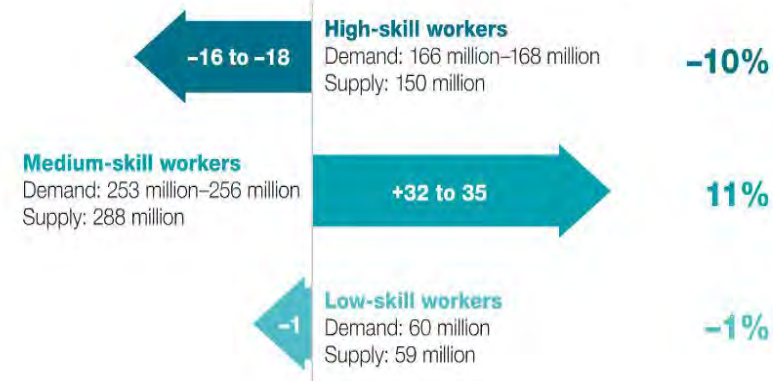 –16 to –18
High-skill workers
Demand: 166 million–168 million
Supply: 150 million
–10%
Medium-skill workers
Demand: 253 million–256 million
Supply: 288 million
+32 to 35
11%
–1
Low-skill workers
Demand: 60 million
Supply: 59 million
–1%